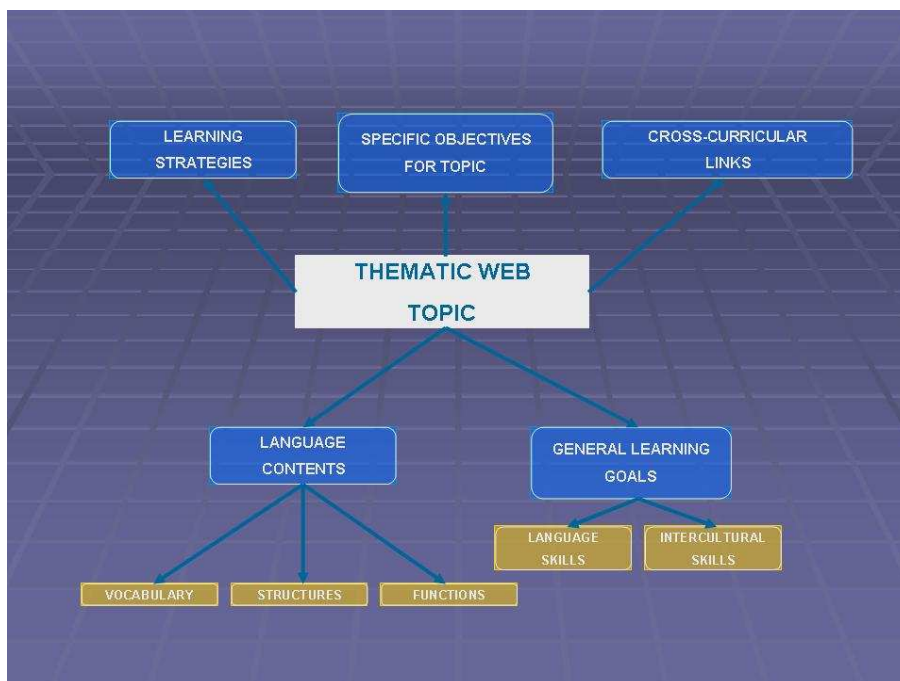 LEARNING
STRATEGIES
SPECIFIC OBJECTIVES
FOR TOPIC
CROSS-CURRICULAR
LINKS
THEMATIC WEB
TOPIC
LANGUAGE
CONTENTS
GENERAL LEARNING
GOALS
LANGUAGE
SKILLS
INTERCULTURAL
SKILLS
VOCABULARY
STRUCTURES
FUNCTIONS